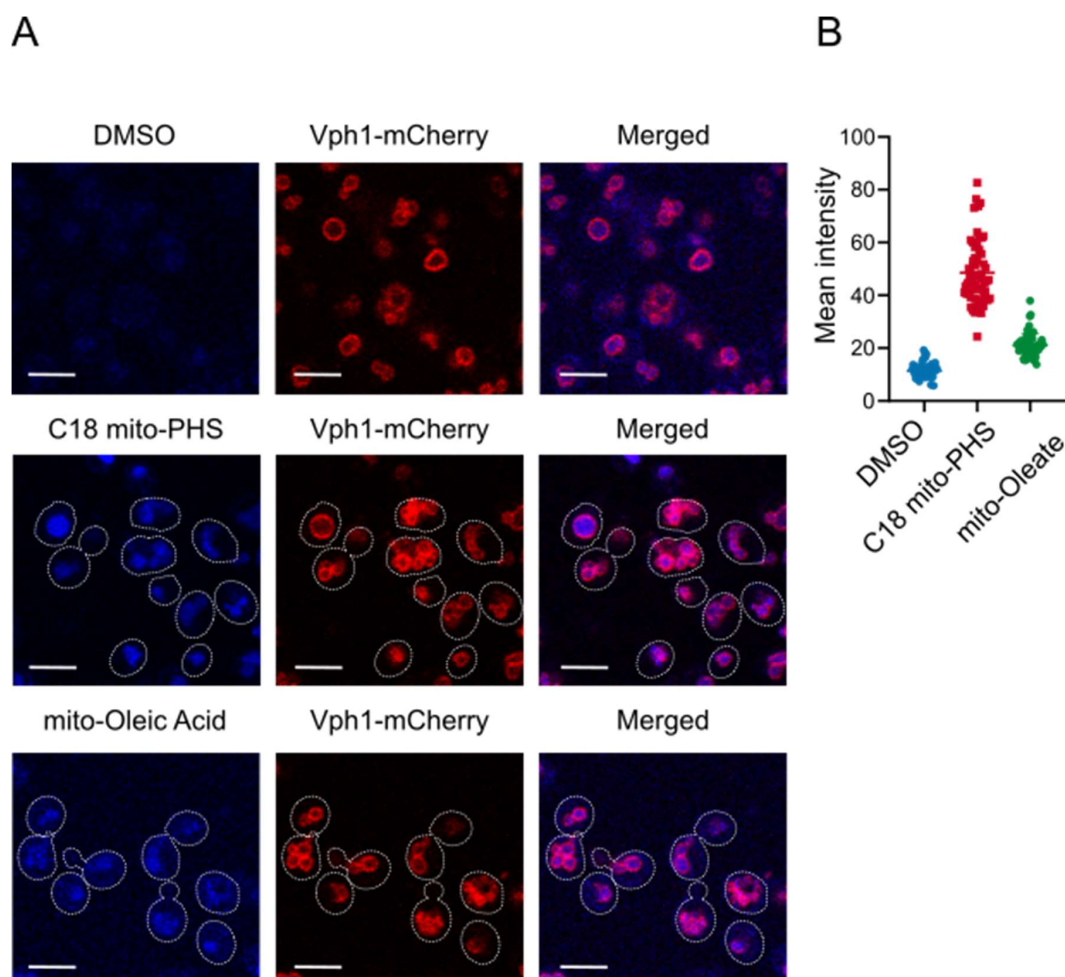 A
B
DMSO Vph1-mCherry Merged
C18 mito-PHS Vph1-mCherry Merged
mito-Oleic Acid Vph1-mCherry Merged
Mean intensity
100
80
60
40
20
0
DMSO
C18 mito-PHS
mito-Oleate